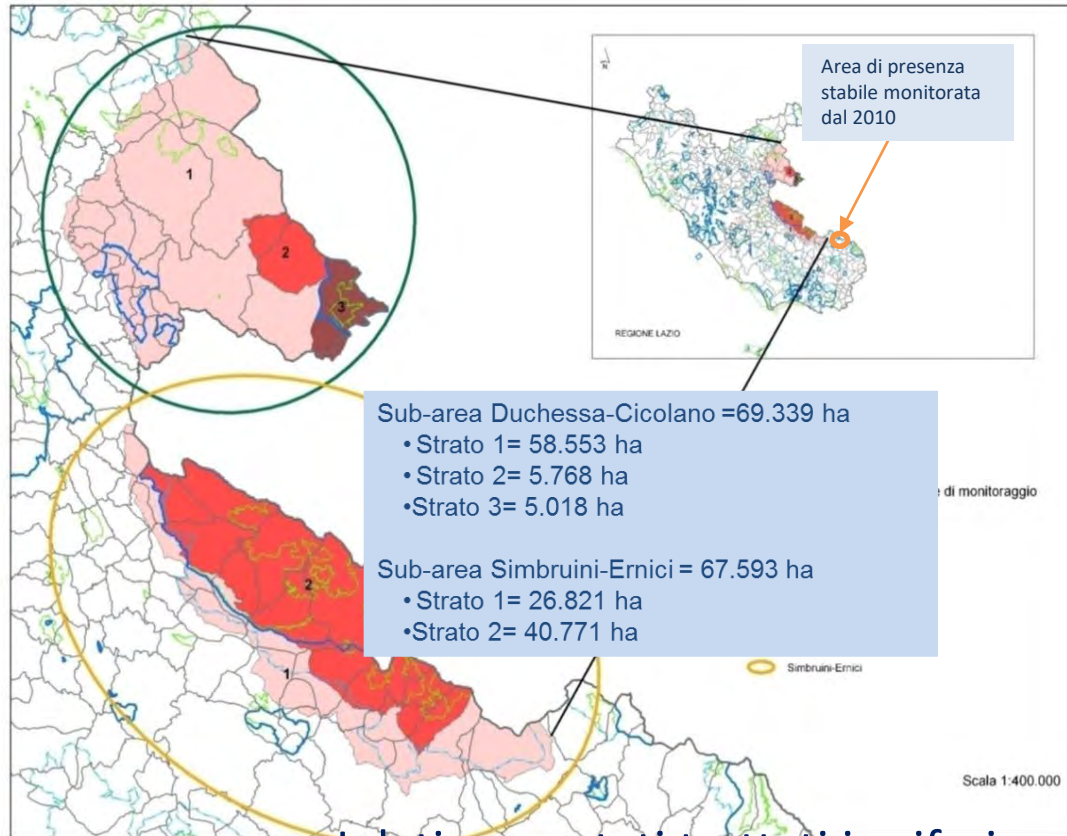 Area di presenza
stabile monitorata
dal 2010
N
REGIONE LAZIO
1
2
3
Sub-area Duchessa-Cicolano =69.339 ha
• Strato 1= 58.553 ha
• Strato 2= 5.768 ha
•Strato 3= 5.018 ha
e di monitoraggio
Sub-area Simbruini-Ernici = 67.593 ha
• Strato 1= 26.821 ha
•Strato 2= 40.771 ha
2
1
Simbruini-Ernici
Scala 1:400.000